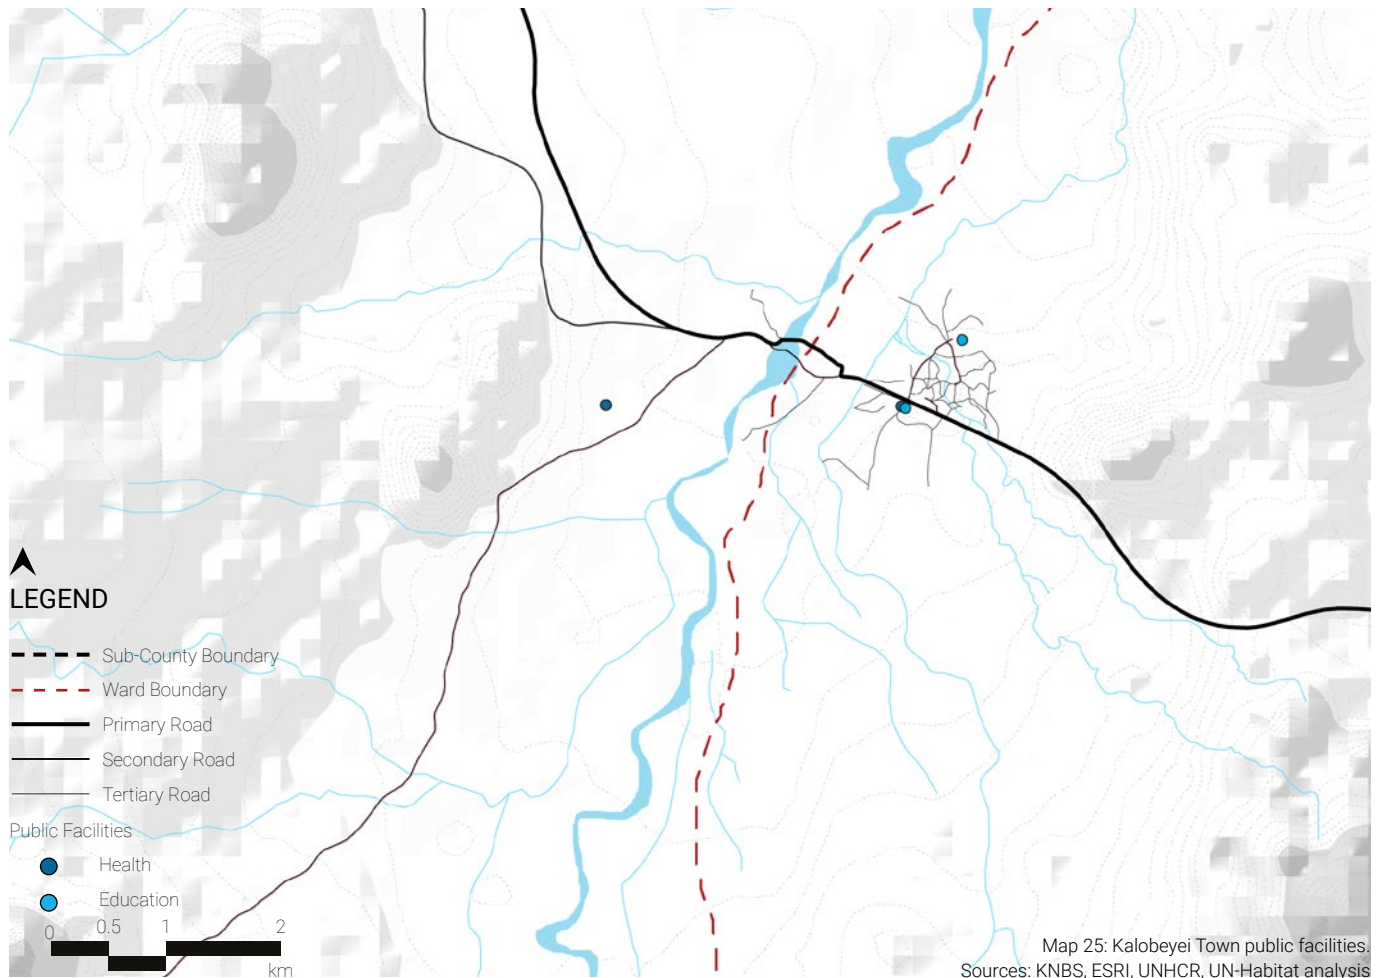 LEGEND
Sub-County Boundary
Ward Boundary
Primary Road
Secondary Road
Tertiary Road
Public Facilities
Health
Education
0 0.5 1 2
km
Map 25: Kalobeyei Town public facilities.
Sources: KNBS, ESRI, UNHCR, UN-Habitat analysis